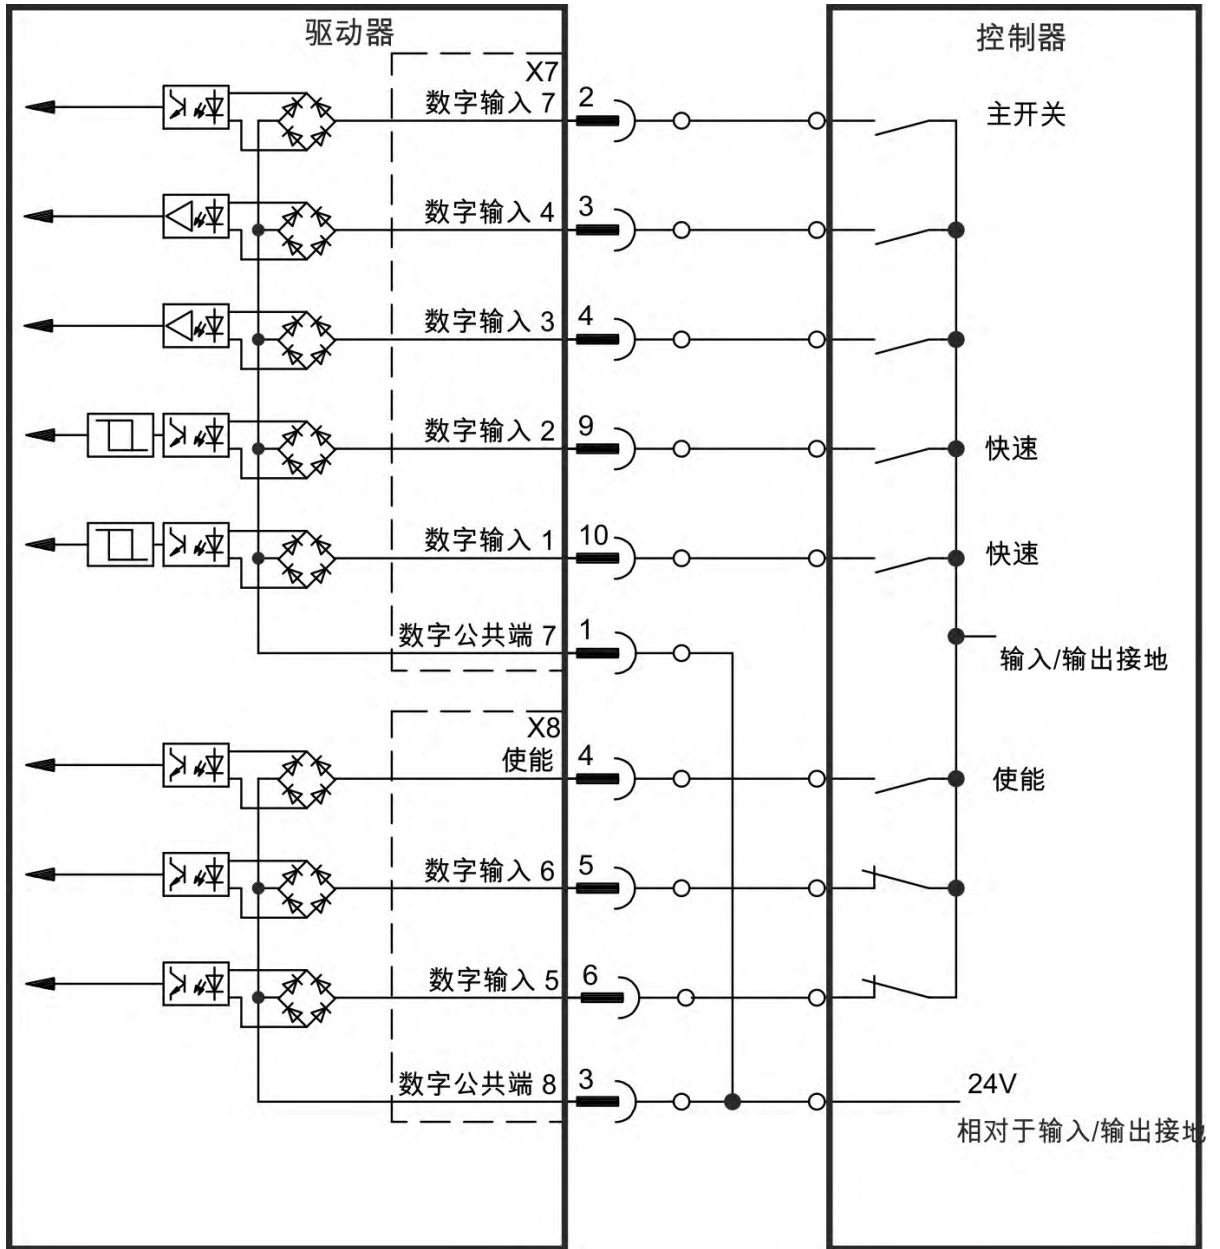 驱动器
控制器
X7
数字输入 7
2
主开关
数字输入 4
3
数字输入 3
4
数字输入 2
9
快速
数字输入 1
10
快速
数字公共端 7
1
输入/输出接地
X8
使能
4
使能
数字输入 6
5
数字输入 5
6
数字公共端 8
3
24V
相对于输入/输出接地